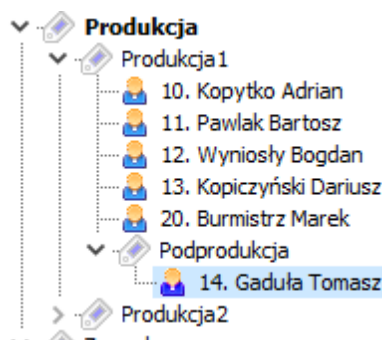 Produkcja
Produkcja1
10. Kopytko Adrian
11. Pawlak Bartosz
12. Wyniosły Bogdan
13. Kopiczyński Dariusz
20. Burmistrz Marek
Podprodukcja
14. Gaduła Tomasz
Produkcja2